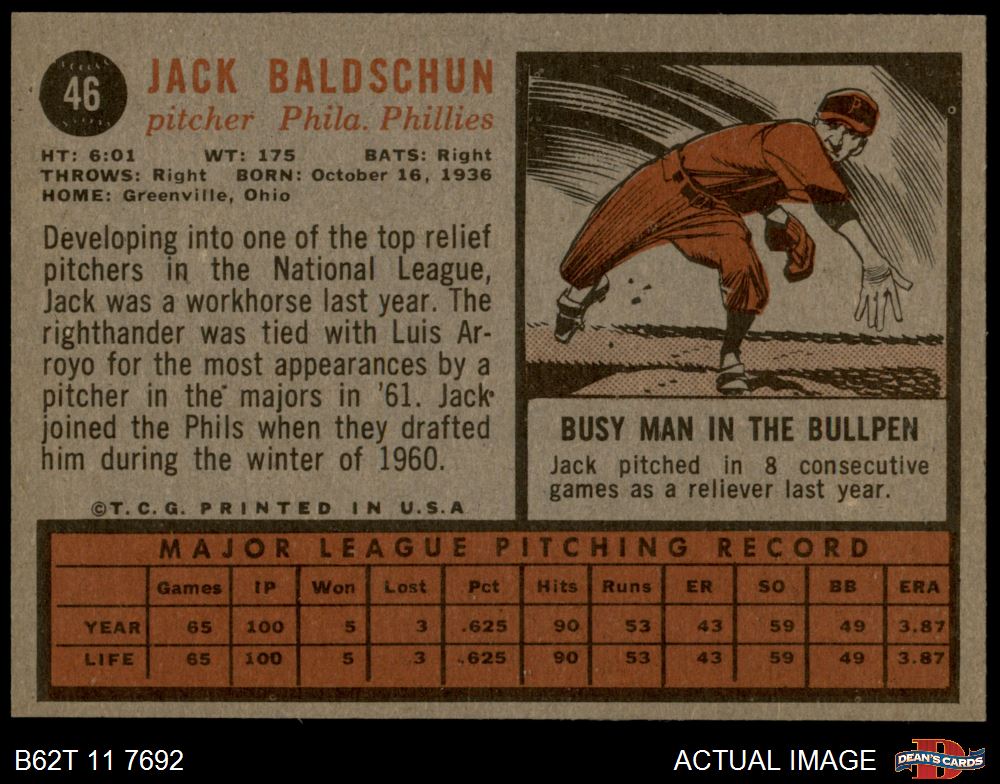 46
JACK BALDSCHUN
pitcher Phila. Phillies
HT: 6:01 WT: 175 BATS: Right
THROWS: Right BORN: October 16, 1936
HOME: Greenville, Ohio
Developing into one of the top relief
pitchers in the National League,
Jack was a workhorse last year. The
righthander was tied with Luis Ar-
royo for the most appearances by a
pitcher in the majors in '61. Jack
joined the Phils when they drafted
him during the winter of 1960.
©T. C. G. PRINTED IN U.S.A
P
BUSY MAN IN THE BULLPEN
Jack pitched in 8 consecutive
games as a reliever last year.
MAJOR LEAGUE PITCHING RECORD
Games IP Won Lost Pct Hits Runs ER SO BB ERA
YEAR 65 100 5 3 .625 90 53 43 59 49 3.87
LIFE 65 100 5 3 .625 90 53 43 59 49 3.87
B62T 11 7692 ACTUAL IMAGE D DEAN'S CARDS